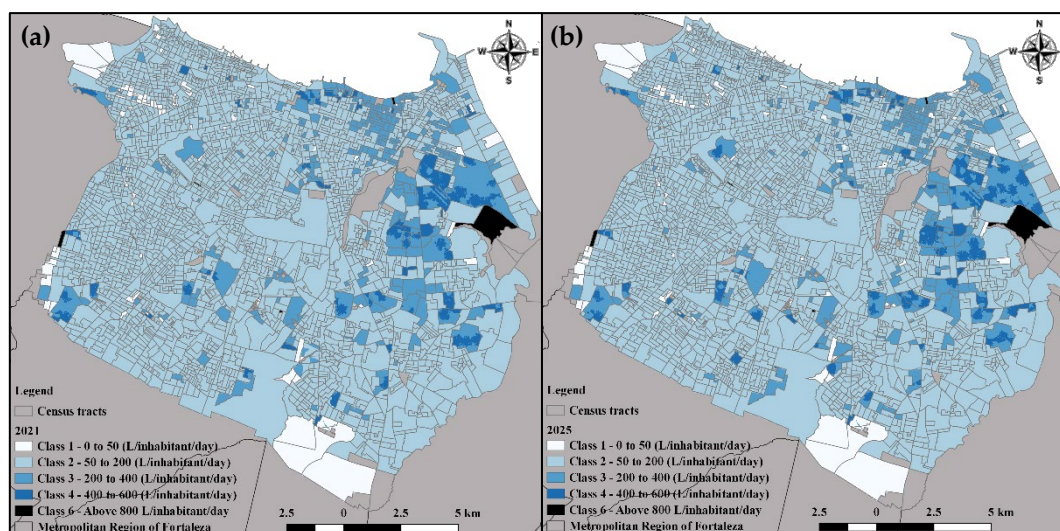 (a)
N
W E
S
Legend
Census tracts
2021
Class 1 - 0 to 50 (L/inhabitant/day)
Class 2 - 50 to 200 (L/inhabitant/day)
Class 3 - 200 to 400 (L/inhabitant/day)
Class 4 - 400 to 600 (L/inhabitant/day)
Class 6 - Above 800 L/inhabitant/day)
Metropolitan Region of Fortaleza
2.5 0 2.5 5 km
(b)
N
W E
S
Legend
Census tracts
2025
Class 1 - 0 to 50 (L/inhabitant/day)
Class 2 - 50 to 200 (L/inhabitant/day)
Class 3 - 200 to 400 (L/inhabitant/day)
Class 4 - 400 to 600 (L/inhabitant/day)
Class 6 - Above 800 L/inhabitant/day)
Metropolitan Region of Fortaleza
2.5 0 2.5 5 km